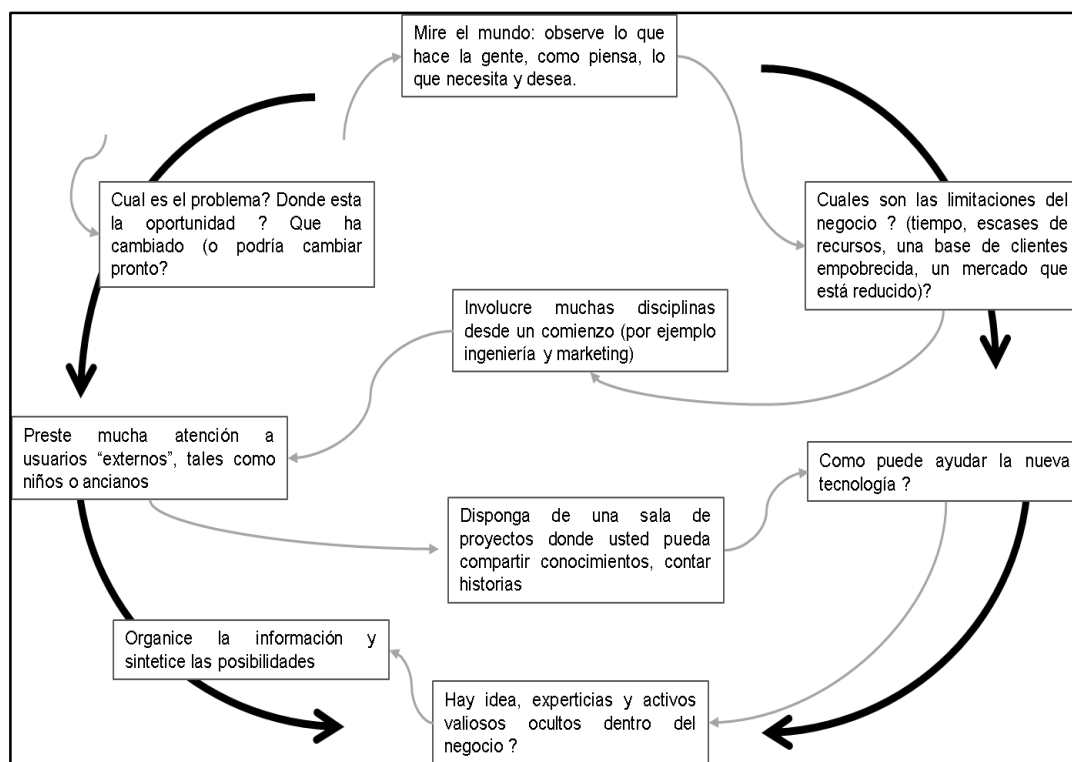 Mire el mundo: observe lo que
hace la gente, como piensa, lo
que necesita y desea.
Cual es el problema? Donde esta
la oportunidad ? Que ha
cambiado (o podría cambiar
pronto?
Cuales son las limitaciones del
negocio ? (tiempo, escases de
recursos, una base de clientes
empobrecida, un mercado que
está reducido)?
Involucre muchas disciplinas
desde un comienzo (por ejemplo
ingeniería y marketing)
Preste mucha atención a
usuarios “externos”, tales como
niños o ancianos
Como puede ayudar la nueva
tecnología ?
Disponga de una sala de
proyectos donde usted pueda
compartir conocimientos, contar
historias
Organice la información y
sintetice las posibilidades
Hay idea, experticias y activos
valiosos ocultos dentro del
negocio ?